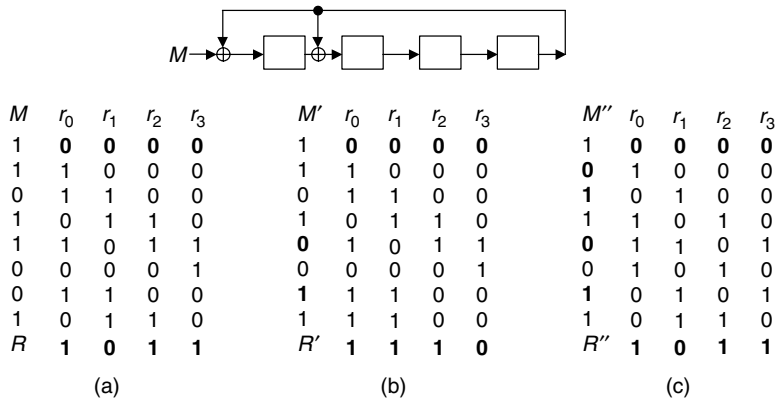 M
M r0 r1 r2 r3 M′ r0 r1 r2 r3 M″ r0 r1 r2 r3
1 0 0 0 0 1 0 0 0 0 1 0 0 0 0
1 1 0 0 0 1 1 0 0 0 0 1 0 0 0
0 1 1 0 0 0 1 1 0 0 1 0 1 0 0
1 0 1 1 0 1 0 1 1 0 1 1 0 1 0
1 1 0 1 1 0 1 0 1 1 0 1 1 0 1
0 0 0 0 1 0 0 0 0 1 0 1 0 1 0
0 1 1 0 0 1 1 1 0 0 1 0 1 0 1
1 0 1 1 0 1 1 1 0 0 1 0 1 1 0
R 1 0 1 1 R′ 1 1 1 0 R″ 1 0 1 1
(a) (b) (c)